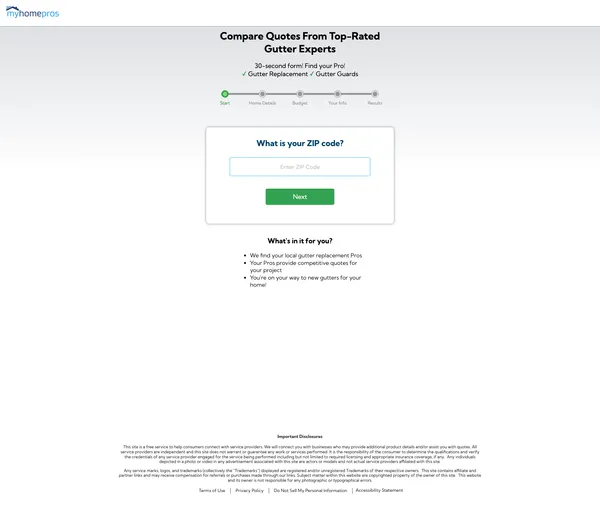 myhomepros
Compare Quotes From Top-Rated
Gutter Experts
30-second form! Find your Pro!
✓ Gutter Replacement ✓ Gutter Guards
Start Home Details Budget Your Info Results
What is your ZIP code?
Enter ZIP Code
Next
What's in it for you?
• We find your local gutter replacement Pros
• Your Pros provide competitive quotes for
your project
• You're on your way to new gutters for your
home!
Important Disclosures
This site is a free service to help consumers connect with service providers. We will connect you with businesses who may provide additional product details and/or assist you with quotes. All
service providers are independent and this site does not warrant or guarantee any work or services performed. It is the responsibility of the consumer to determine the qualifications and verify
the credentials of any service provider engaged for the service being performed including but not limited to required licensing and appropriate insurance coverage, if any. Any individuals
depicted in a photo or video in any advertisement associated with this site are actors or models and not actual service providers affiliated with this site
Any service marks, logos, and trademarks (collectively the "Trademarks") displayed are registered and/or unregistered Trademarks of their respective owners. This site contains affiliate and
partner links and may receive compensation for referrals or purchases made through our links. Subject matter within this website are copyrighted property of the owner of this site. This website
and its owner is not responsible for any photographic or typographical errors.
Terms of Use | Privacy Policy | Do Not Sell My Personal Information | Accessibility Statement